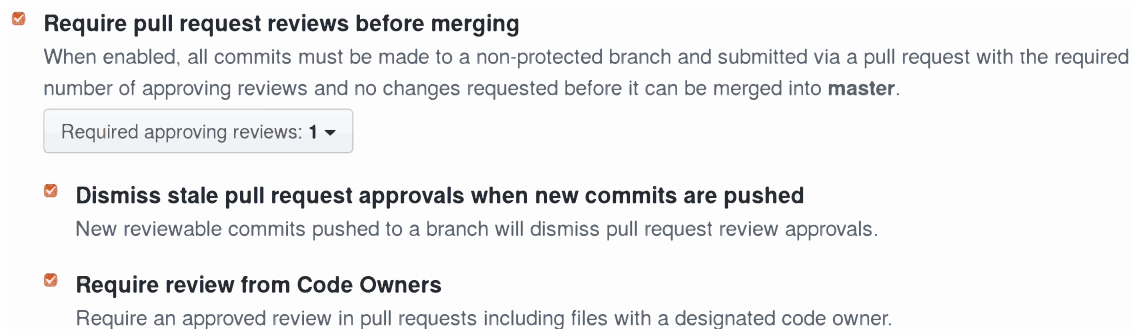 Require pull request reviews before merging
When enabled, all commits must be made to a non-protected branch and submitted via a pull request with the required
number of approving reviews and no changes requested before it can be merged into master.
Required approving reviews: 1
Dismiss stale pull request approvals when new commits are pushed
New reviewable commits pushed to a branch will dismiss pull request review approvals.
Require review from Code Owners
Require an approved review in pull requests including files with a designated code owner.